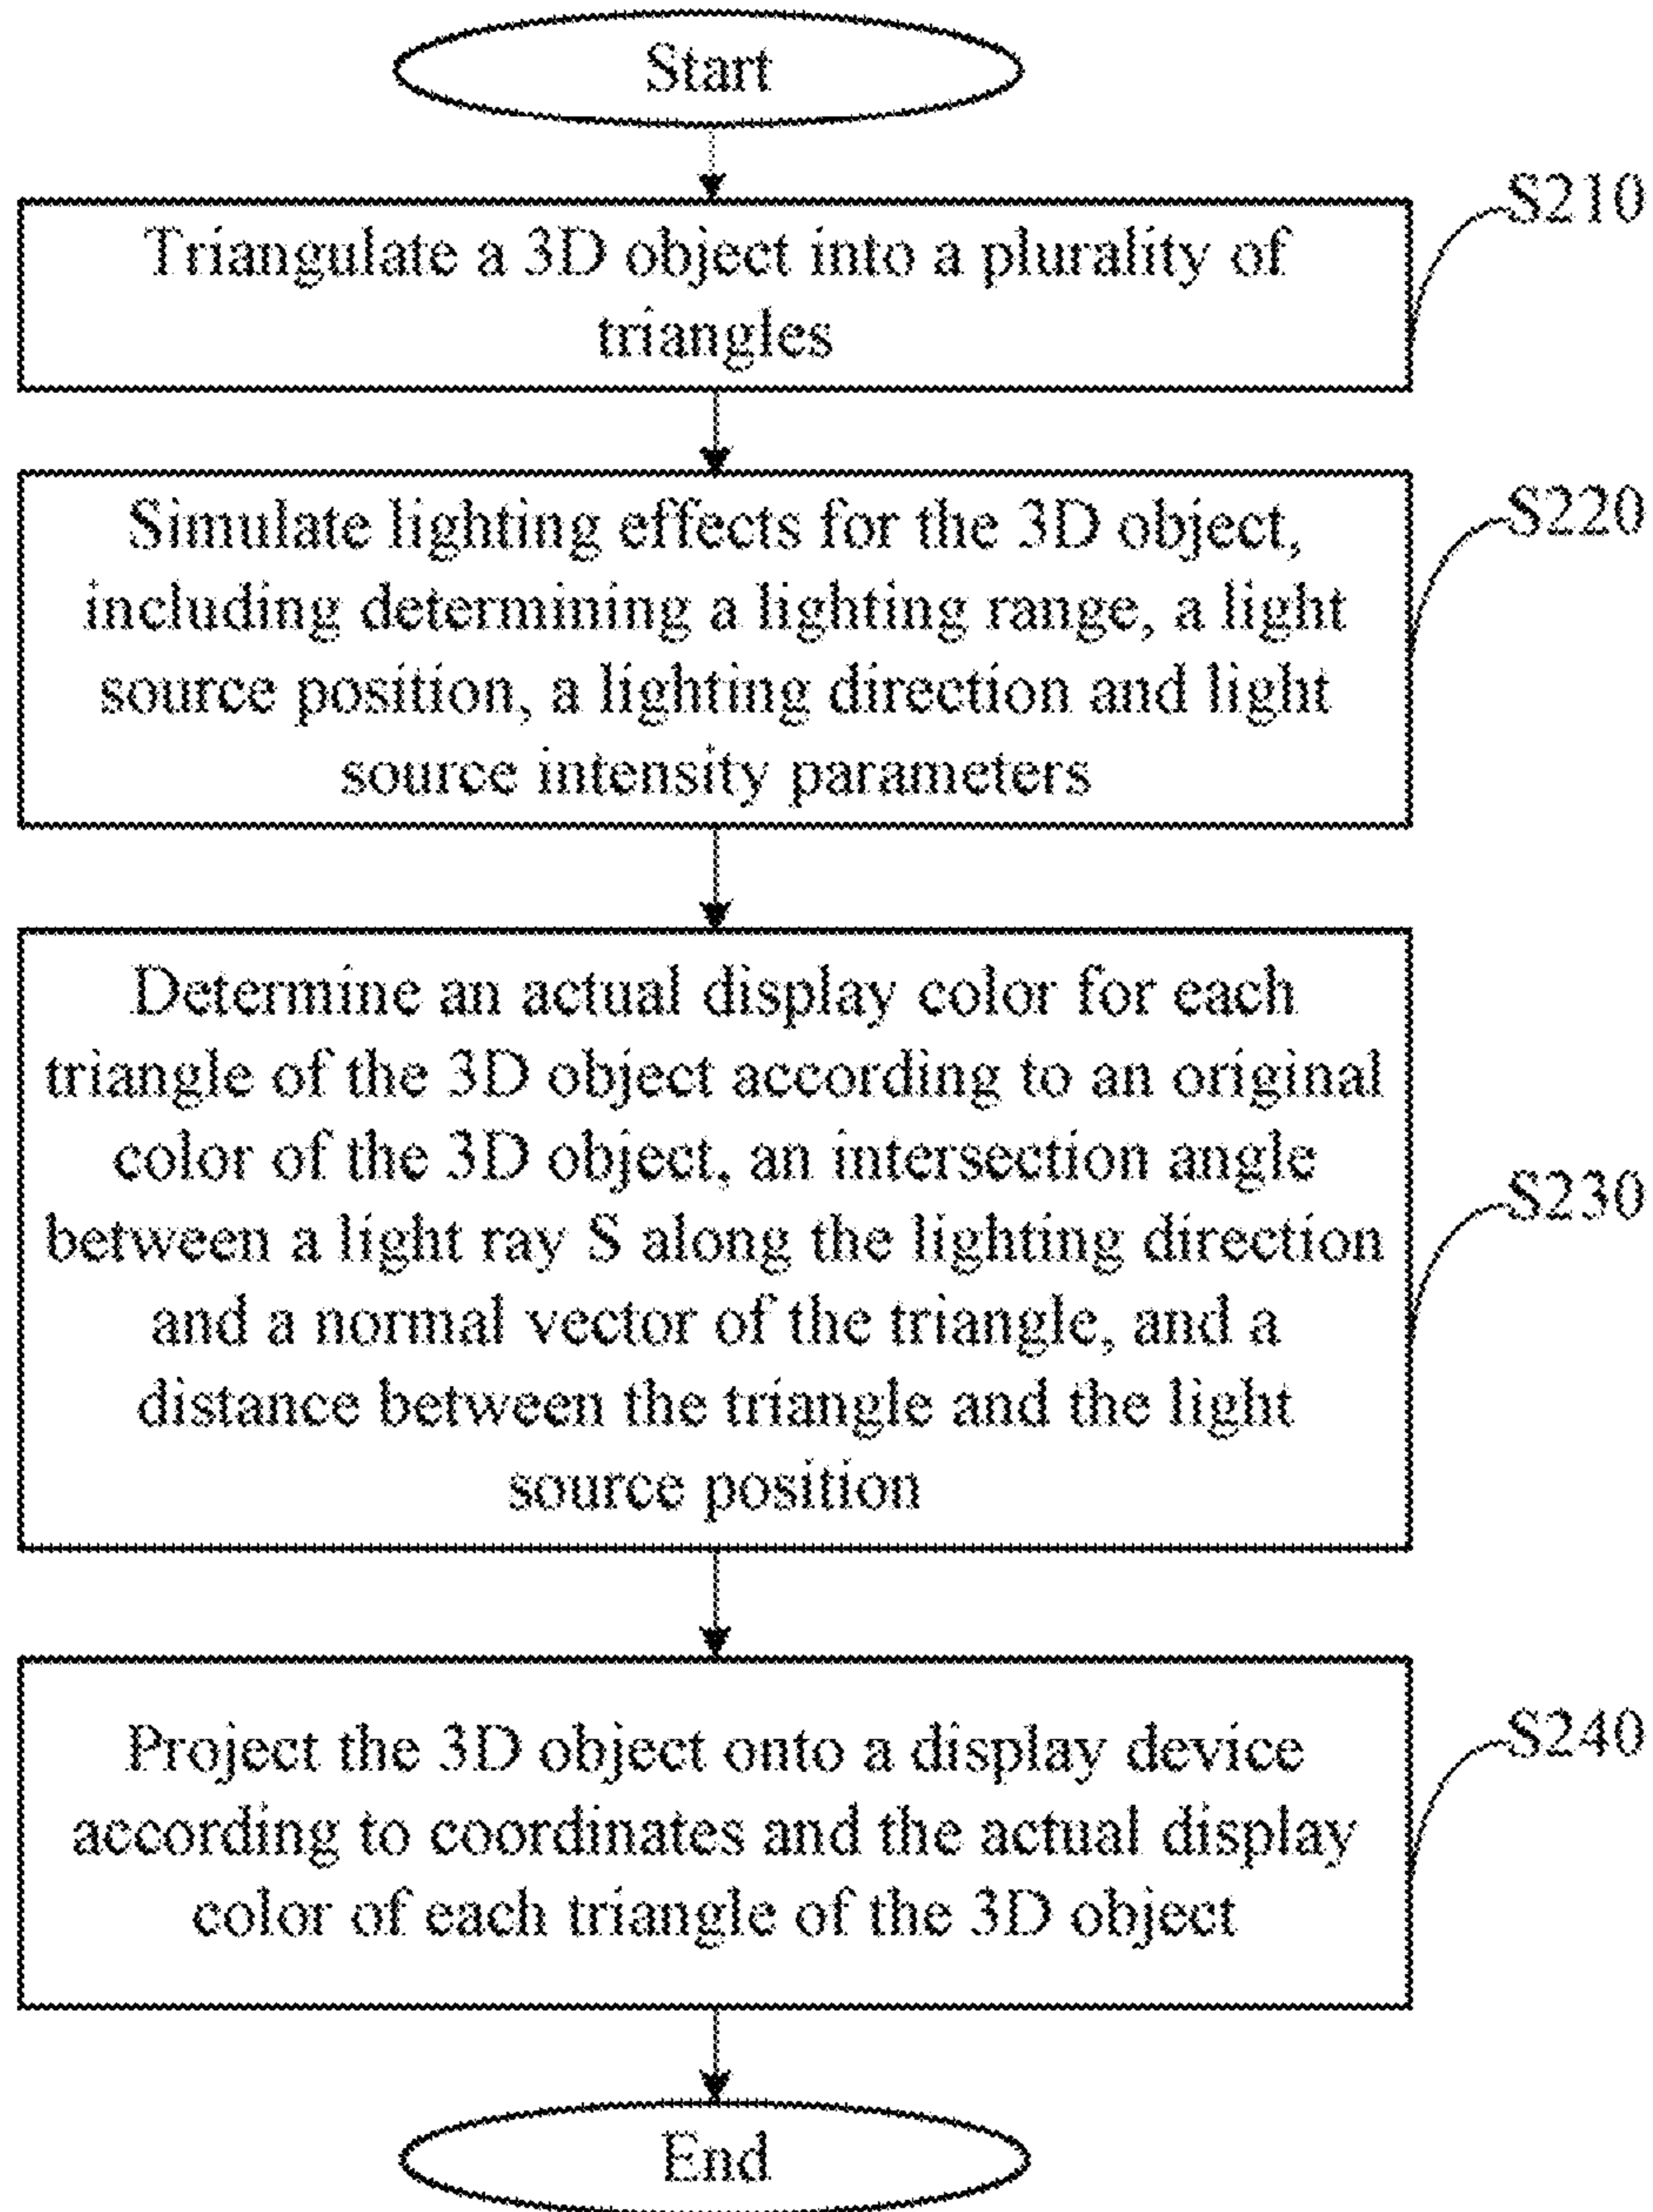 Start
S210
Triangulate a 3D object into a plurality of
triangles
S220
Simulate lighting effects for the 3D object,
including determining a lighting range, a light
source position, a lighting direction and light
source intensity parameters
Determine an actual display color for each
triangle of the 3D object according to an original
color of the 3D object, an intersection angle
S230
between a light ray S along the lighting direction
and a normal vector of the triangle, and a
distance between the triangle and the light
source position
S240
Project the 3D object onto a display device
according to coordinates and the actual display
color of each triangle of the 3D object
End